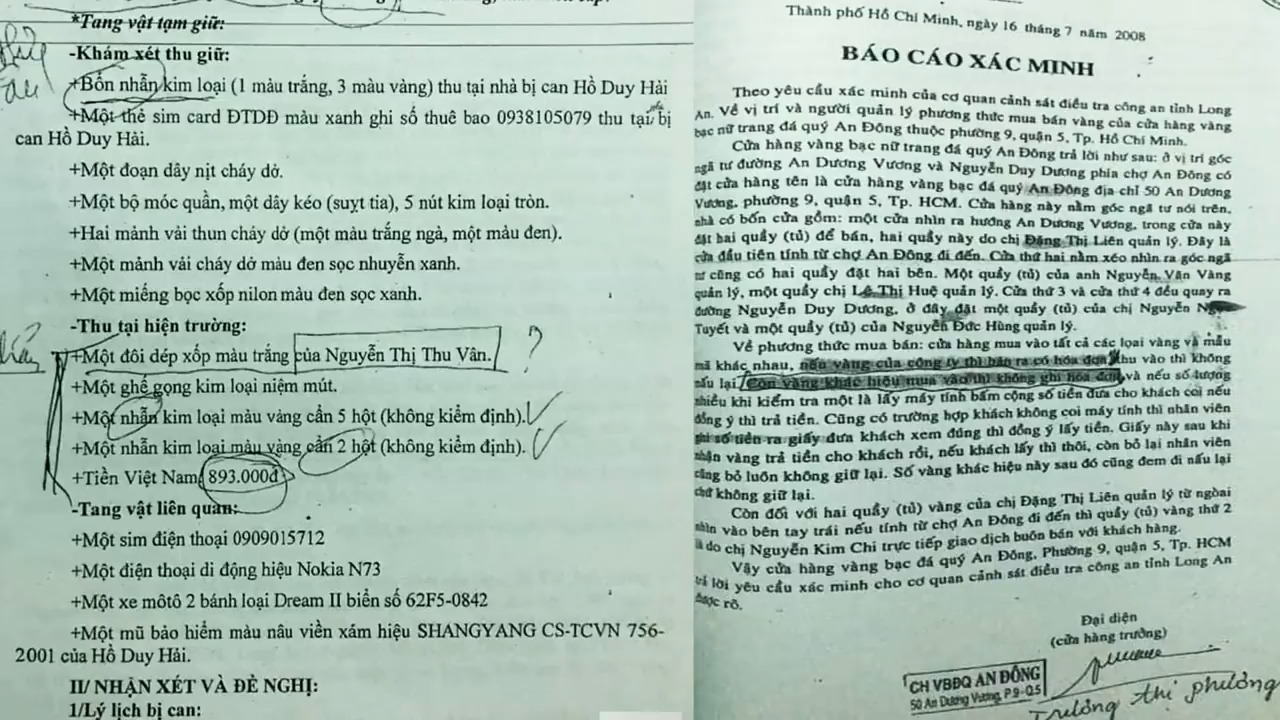 *Tang vật tạm giữ:
-Khám xét thu giữ:
+Bốn nhẫn kim loại (1 màu trắng, 3 màu vàng) thu tại nhà bị can Hồ Duy Hải
+Một thẻ sim card ĐTDĐ màu xanh ghi số thuê bao 0938105079 thu tại bị
can Hồ Duy Hải.
+Một đoạn dây nịt cháy dở.
+Một bộ móc quần, một dây kéo (suyt tia), 5 nút kim loại tròn.
+Hai mảnh vải thun cháy dở (một màu trắng ngà, một màu đen).
+Một mảnh vải cháy dở màu đen sọc nhuyễn xanh.
+Một miếng bọc xốp nilon màu đen sọc xanh.
-Thu tại hiện trường:
+Một đôi dép xốp màu trắng của Nguyễn Thị Thu Vân. ?
+Một ghế gọng kim loại niệm mút.
+Một nhẫn kim loại màu vàng cẩn 5 hột (không kiểm định).
+Một nhẫn kim loại màu vàng cẩn 2 hột (không kiểm định).
+Tiền Việt Nam 893.000đ
-Tang vật liên quan:
+Một sim điện thoại 0909015712
+Một điện thoại di động hiệu Nokia N73
+Một xe môtô 2 bánh loại Dream II biển số 62F5-0842
+Một mũ bảo hiểm màu nâu viền xám hiệu SHANGYANG CS-TCVN 756-
2001 của Hồ Duy Hải.
II/ NHẬN XÉT VÀ ĐỀ NGHỊ:
1/Lý lịch bị can:
Thành phố Hồ Chí Minh, ngày 16 tháng 7 năm 2008
BÁO CÁO XÁC MINH
Theo yêu cầu xác minh của cơ quan cảnh sát điều tra công an tỉnh Long
An. Về vị trí và người quản lý phương thức mua bán vàng của cửa hàng vàng
bạc nữ trang đá quý An Đông thuộc phường 9, quận 5, Tp. Hồ Chí Minh.
Cửa hàng vàng bạc nữ trang đá quý An Đông trả lời như sau: ở vị trí góc
ngã tư đường An Dương Vương và Nguyễn Duy Dương phía chợ An Đông có
đặt cửa hàng tên là cửa hàng vàng bạc đá quý An Đông địa chỉ 50 An Dương
Vương, phường 9, quận 5, Tp. HCM. Cửa hàng này nằm góc ngã tư nói trên,
nhà có bốn cửa gồm: một cửa nhìn ra hướng An Dương Vương, trong cửa này
đặt hai quầy (tủ) để bán, hai quầy này do chị Đặng Thị Liên quản lý. Đây là
cửa đầu tiên tính từ chợ An Đông đi đến. Cửa thứ hai nằm xéo nhìn ra góc ngã
tư cũng có hai quầy đặt hai bên. Một quầy (tủ) của anh Nguyễn Văn Vàng
quản lý, một quầy chị Lê Thị Huệ quản lý. Cửa thứ 3 và cửa thứ 4 đều quay ra
đường Nguyễn Duy Dương, ở đây đặt một quầy (tủ) của chị Nguyễn
Tuyết và một quầy (tủ) của Nguyễn Đức Hùng quản lý.
Về phương thức mua bán: cửa hàng mua vào tất cả các loại vàng và mẫu
mã khác nhau, nếu vàng của công ty thì bán ra có hóa đơn thu vào thì không
nấu lại. Còn vàng khác hiệu mua vào thì không ghi hóa đơn và nếu số lượng
nhiều khi kiểm tra một là lấy máy tính bấm cộng số tiền đưa cho khách coi nếu
đồng ý thì trả tiền. Cũng có trường hợp khách không coi máy tính thì nhân viên
ghi số tiền ra giấy đưa khách xem đúng thì đồng ý lấy tiền. Giấy này sau khi
nhận vàng trả tiền cho khách rồi, nếu khách lấy thì thôi, còn bỏ lại nhân viên
cũng bỏ luôn không giữ lại. Số vàng khác hiệu này sau đó cũng đem đi nấu lại
chứ không giữ lại.
Còn đối với hai quầy (tủ) vàng của chị Đặng Thị Liên quản lý từ ngòai
nhìn vào bên tay trái nếu tính từ chợ An Đông đi đến thì quầy (tủ) vàng thứ 2
là do chị Nguyễn Kim Chi trực tiếp giao dịch buôn bán với khách hàng.
Vậy cửa hàng vàng bạc đá quý An Đông, Phường 9, quận 5, Tp. HCM
trả lời yêu cầu xác minh cho cơ quan cảnh sát điều tra công an tỉnh Long An
được rõ.
Đại diện
(cửa hàng trưởng)
CH VBĐQ AN ĐÔNG
50 An Dương Vương, P.9-Q.5
Trương thị phương